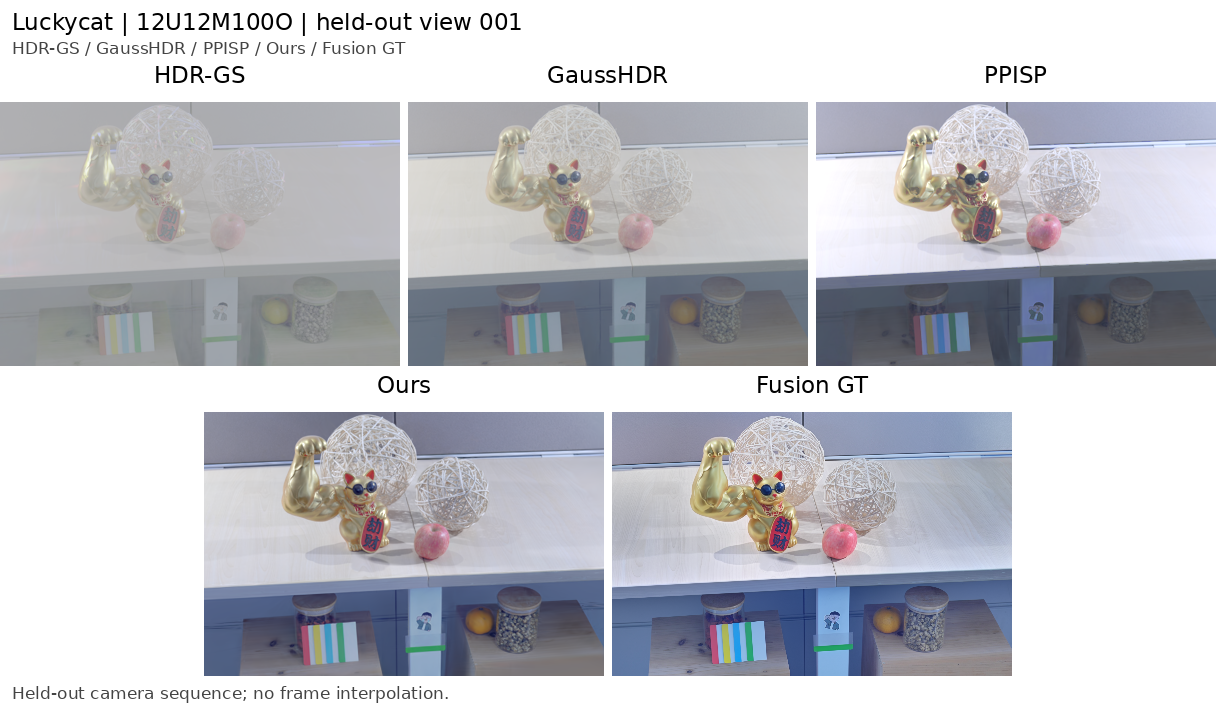 Luckycat | 12U12M100O | held-out view 001
HDR-GS / GaussHDR / PPISP / Ours / Fusion GT
HDR-GS
GaussHDR
PPISP
Ours
Fusion GT
Held-out camera sequence; no frame interpolation.